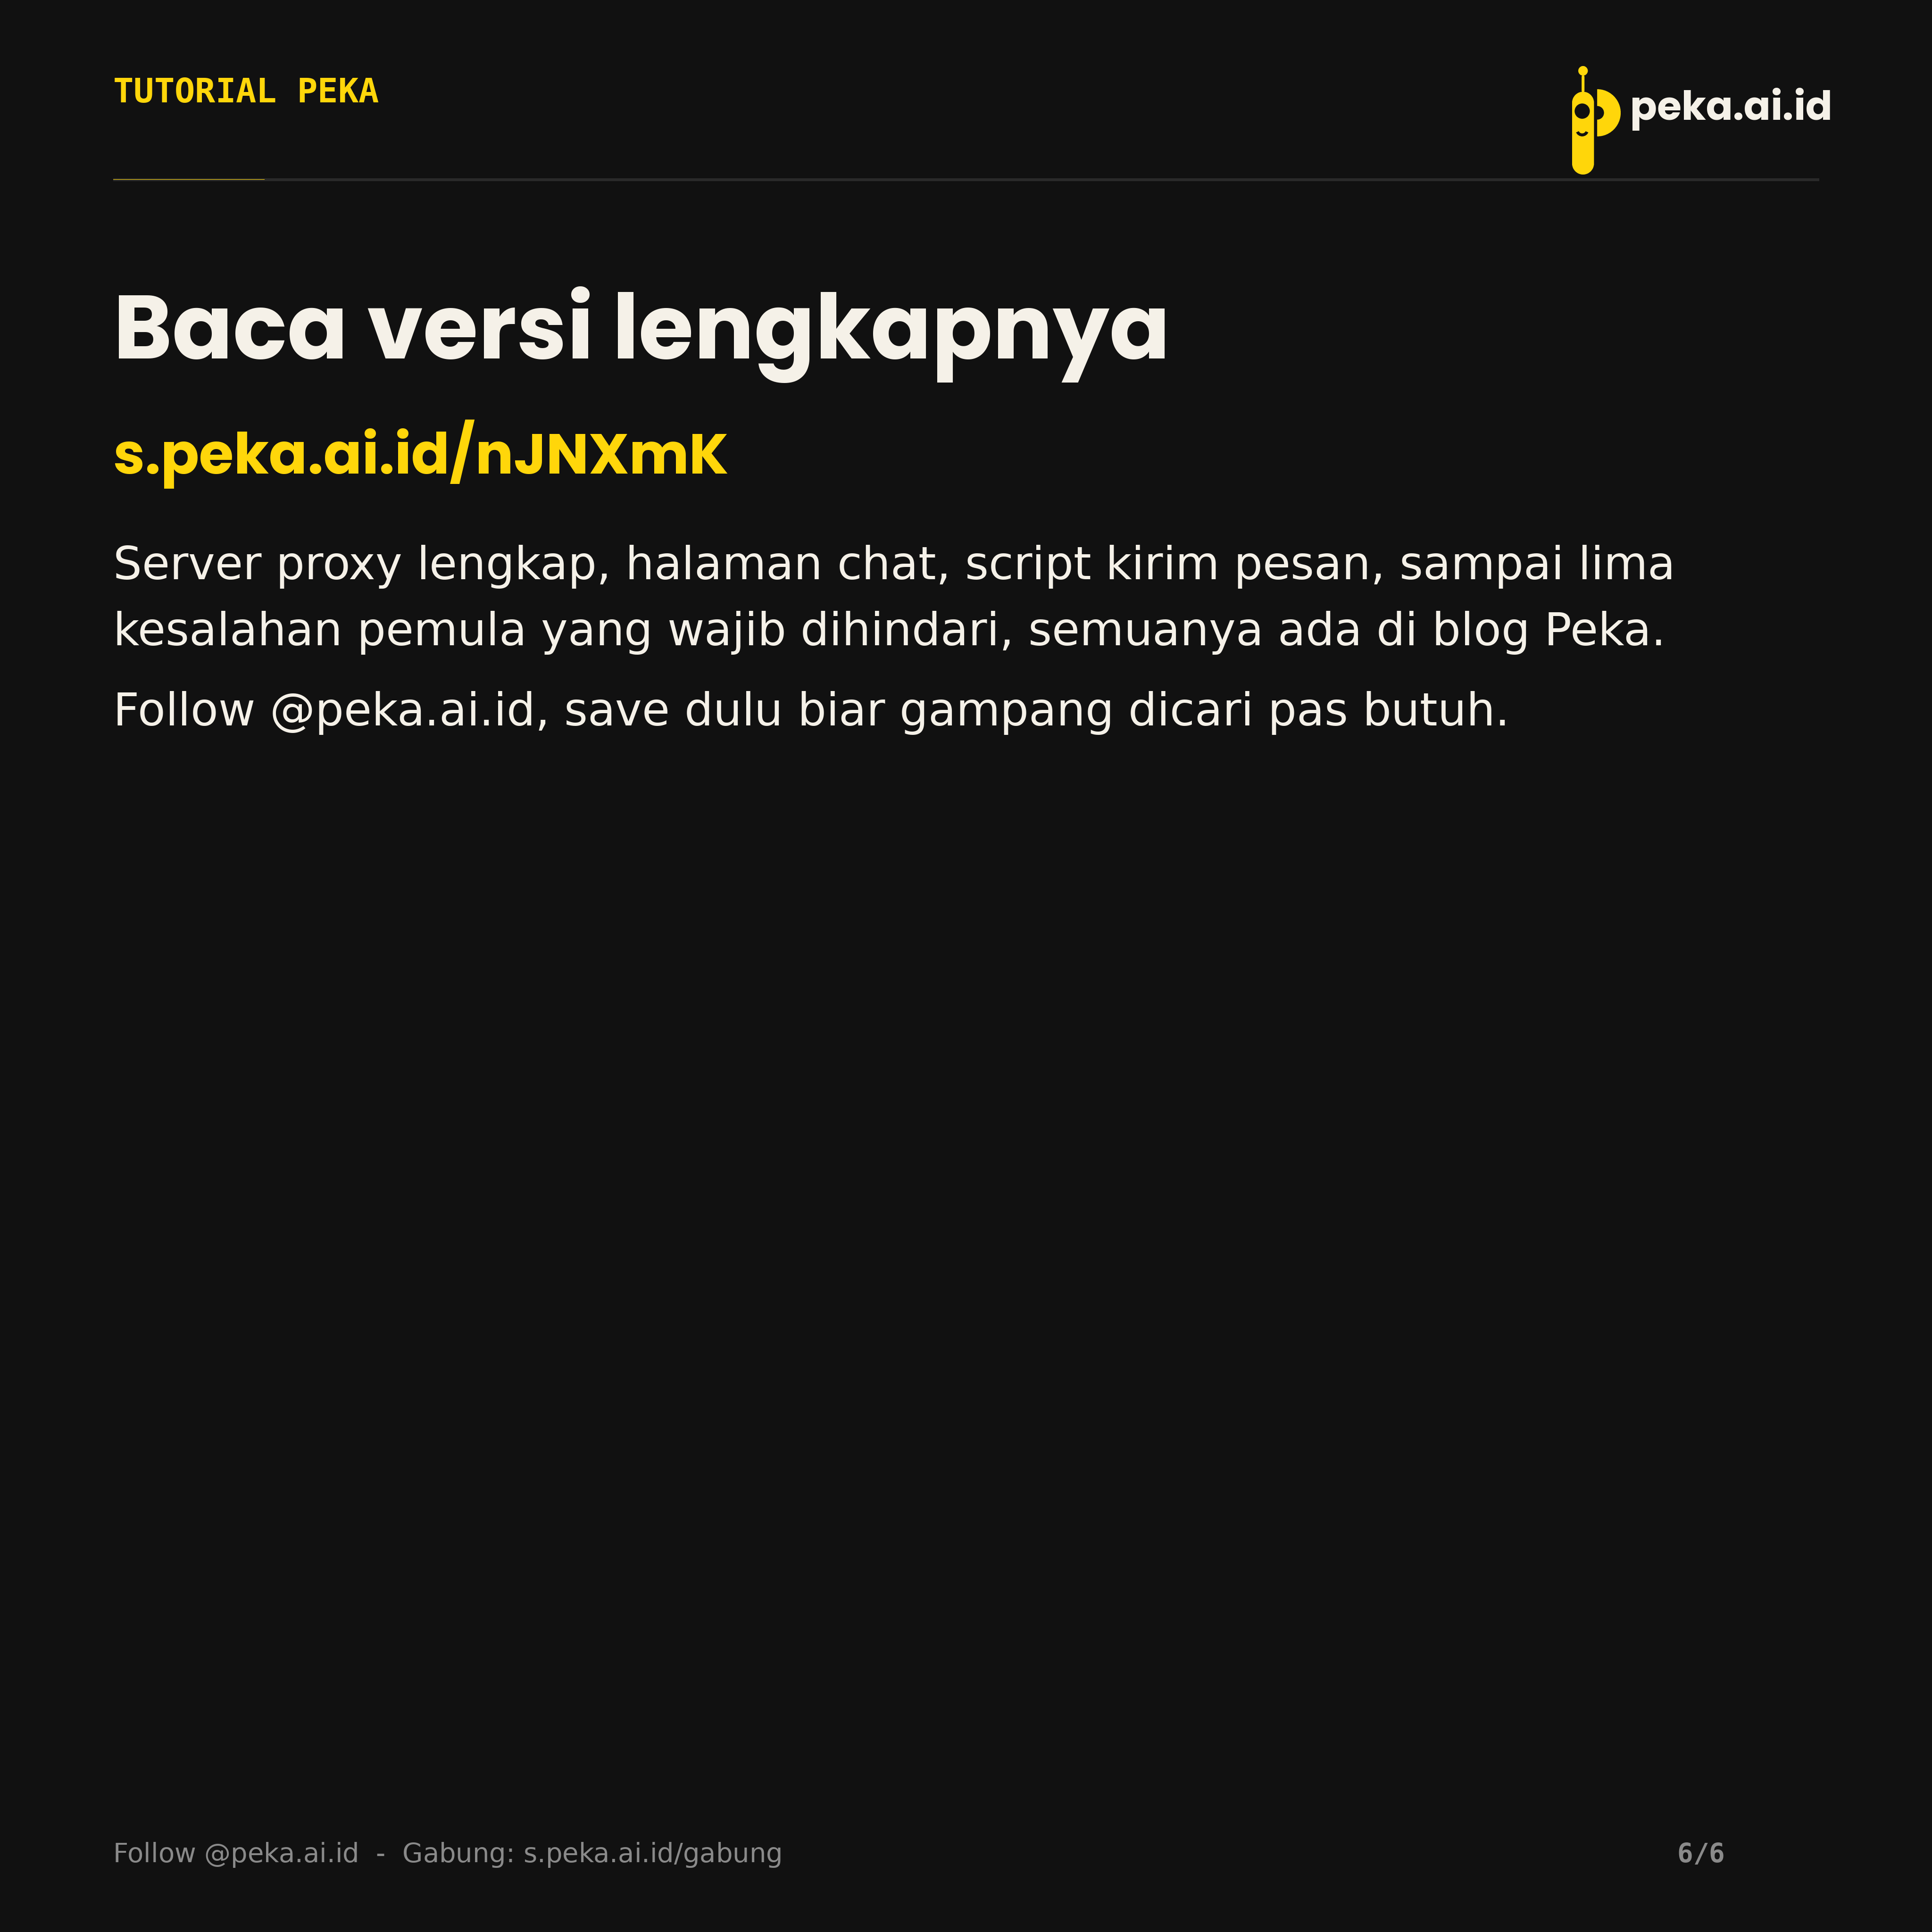 TUTORIAL PEKA
peka.ai.id
Baca versi lengkapnya
s.peka.ai.id/nJNXmK
Server proxy lengkap, halaman chat, script kirim pesan, sampai lima
kesalahan pemula yang wajib dihindari, semuanya ada di blog Peka.
Follow @peka.ai.id, save dulu biar gampang dicari pas butuh.
Follow @peka.ai.id - Gabung: s.peka.ai.id/gabung
6/6